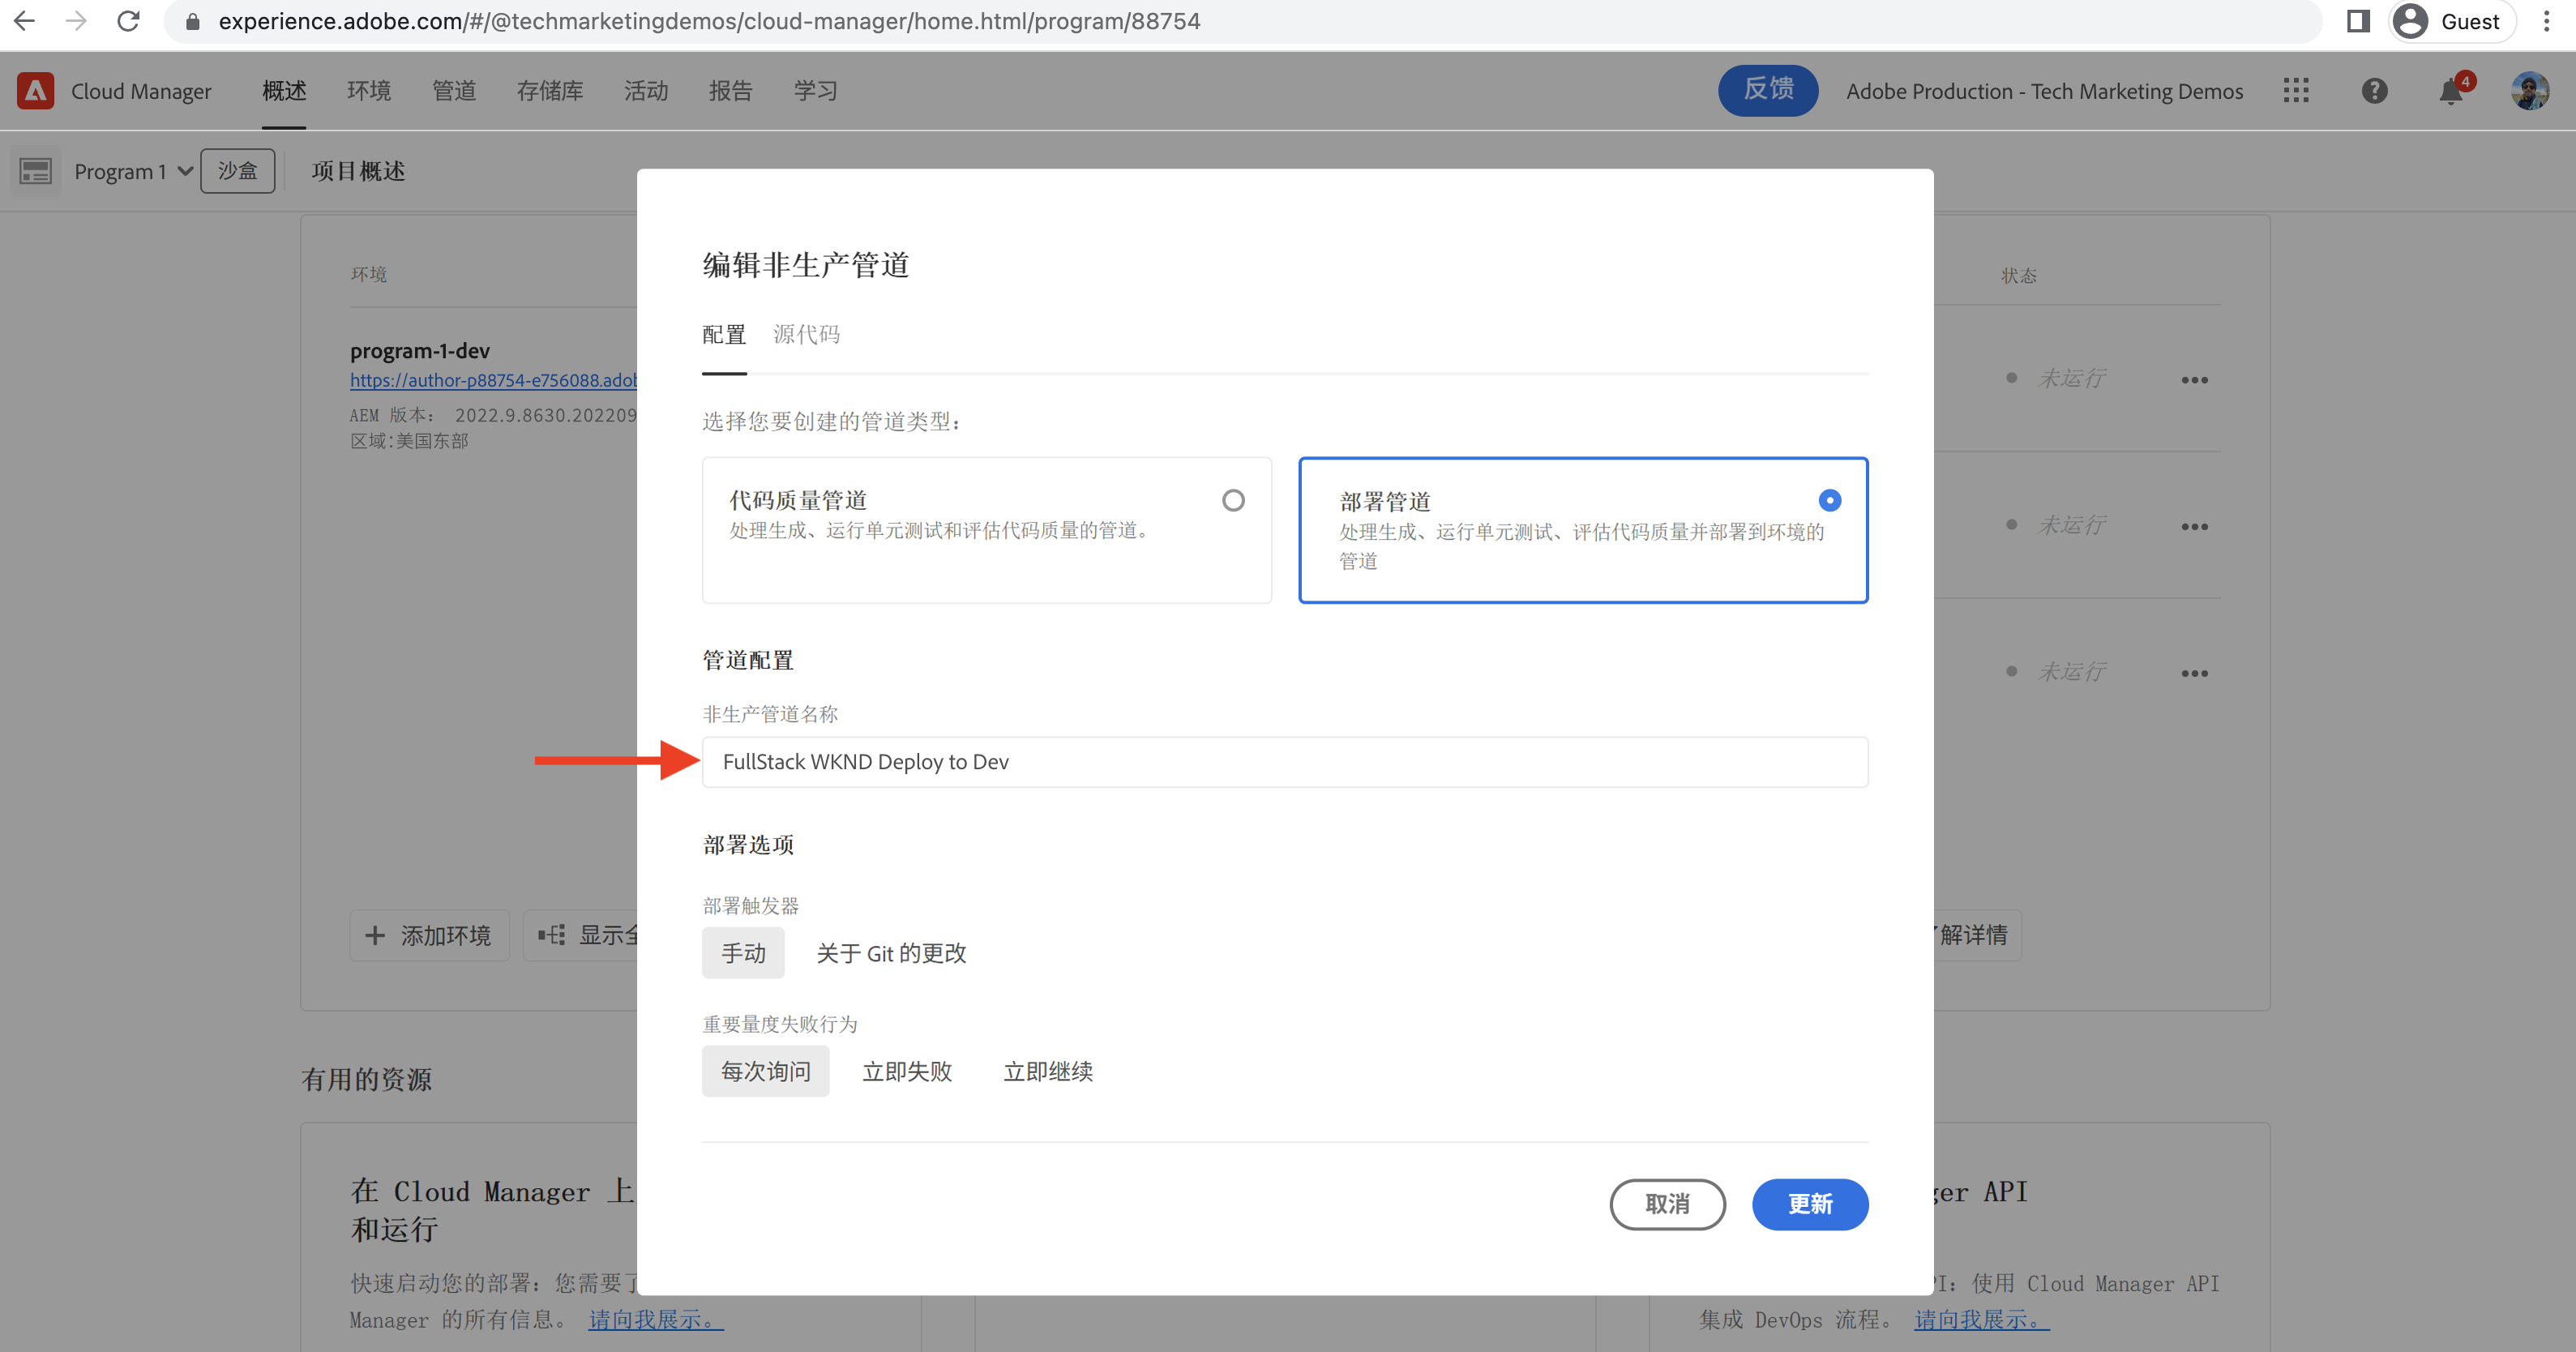 experience.adobe.com/#/@techmarketingdemos/cloud-manager/home.html/program/88754
Guest
Cloud Manager 概述 环境 管道 存储库 活动 报告 学习 反馈 Adobe Production - Tech Marketing Demos 4
Program 1 沙盒 项目概述
环境
program-1-dev
https://author-p88754-e756088.adob
AEM 版本： 2022.9.8630.202209
区域:美国东部
添加环境 显示全
有用的资源
在 Cloud Manager 上
和运行
快速启动您的部署：您需要了
Manager 的所有信息。 请向我展示。
编辑非生产管道
配置 源代码
选择您要创建的管道类型：
代码质量管道
处理生成、运行单元测试和评估代码质量的管道。
部署管道
处理生成、运行单元测试、评估代码质量并部署到环境的
管道
管道配置
非生产管道名称
FullStack WKND Deploy to Dev
部署选项
部署触发器
手动 关于 Git 的更改
重要量度失败行为
每次询问 立即失败 立即继续
取消 更新
状态
未运行
未运行
未运行
解详情
ger API
PI：使用 Cloud Manager API
集成 DevOps 流程。 请向我展示。